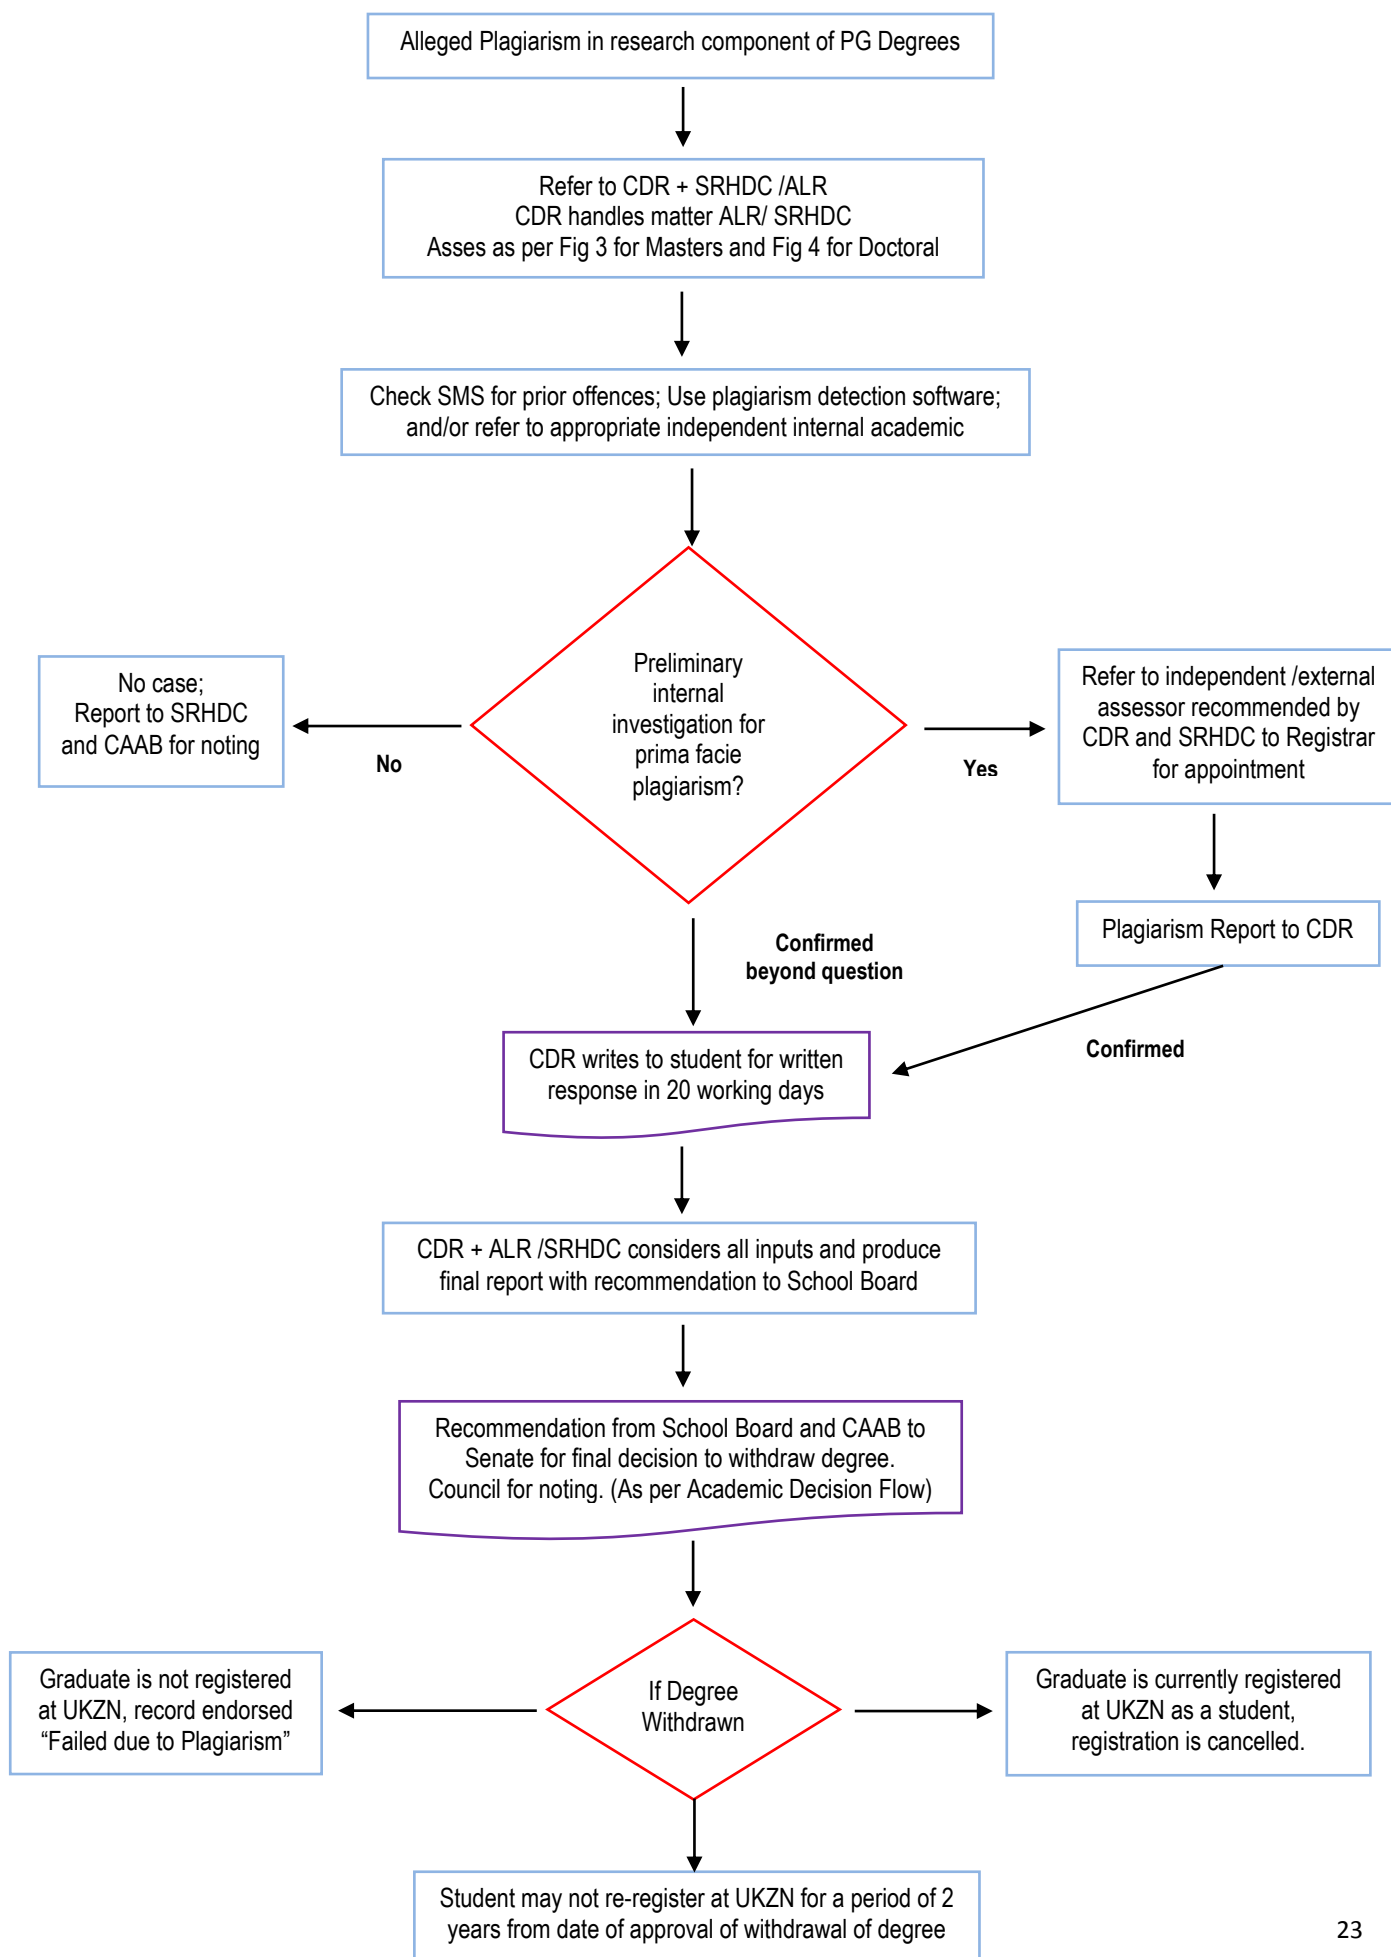 Alleged Plagiarism in research component of PG Degrees
Refer to CDR + SRHDC /ALR
CDR handles matter ALR/ SRHDC
Asses as per Fig 3 for Masters and Fig 4 for Doctoral
Check SMS for prior offences; Use plagiarism detection software;
and/or refer to appropriate independent internal academic
Preliminary
internal
investigation for
prima facie
plagiarism?
No case;
Report to SRHDC
and CAAB for noting
No
Yes
Refer to independent /external
assessor recommended by
CDR and SRHDC to Registrar
for appointment
Plagiarism Report to CDR
Confirmed
beyond question
Confirmed
CDR writes to student for written
response in 20 working days
CDR + ALR /SRHDC considers all inputs and produce
final report with recommendation to School Board
Recommendation from School Board and CAAB to
Senate for final decision to withdraw degree.
Council for noting. (As per Academic Decision Flow)
If Degree
Withdrawn
Graduate is not registered
at UKZN, record endorsed
“Failed due to Plagiarism”
Graduate is currently registered
at UKZN as a student,
registration is cancelled.
Student may not re-register at UKZN for a period of 2
years from date of approval of withdrawal of degree
23